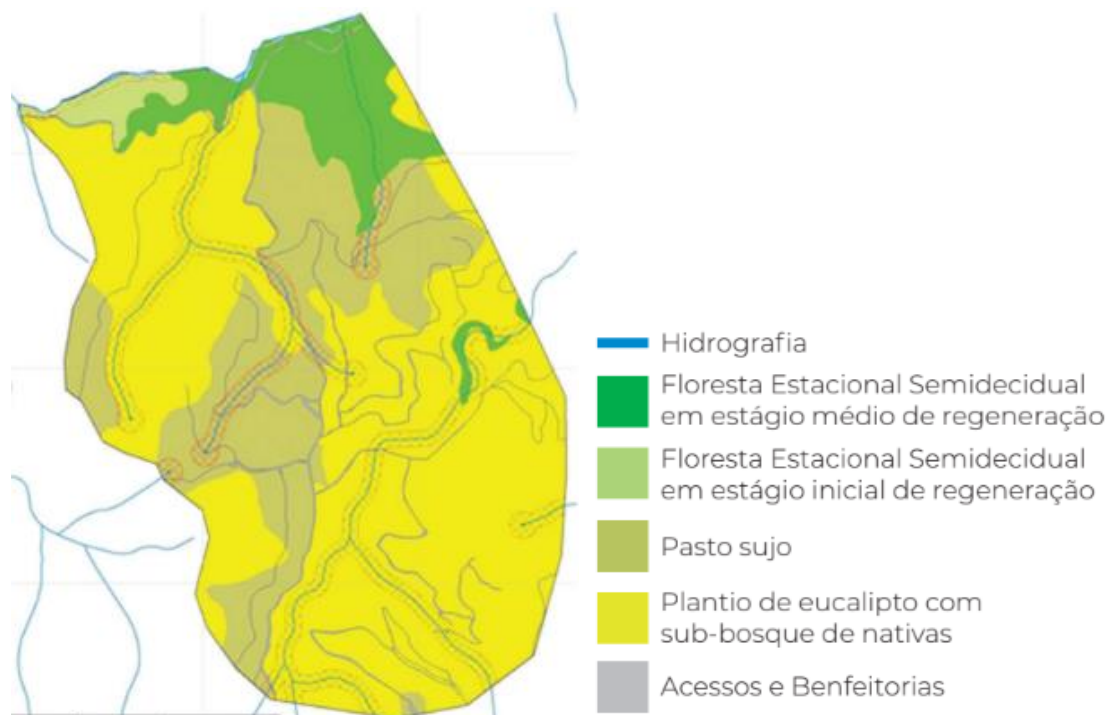 Hidrografia
Floresta Estacional Semidecidual
em estágio médio de regeneração
Floresta Estacional Semidecidual
em estágio inicial de regeneração
Pasto sujo
Plantio de eucalipto com
sub-bosque de nativas
Acessos e Benfeitorias